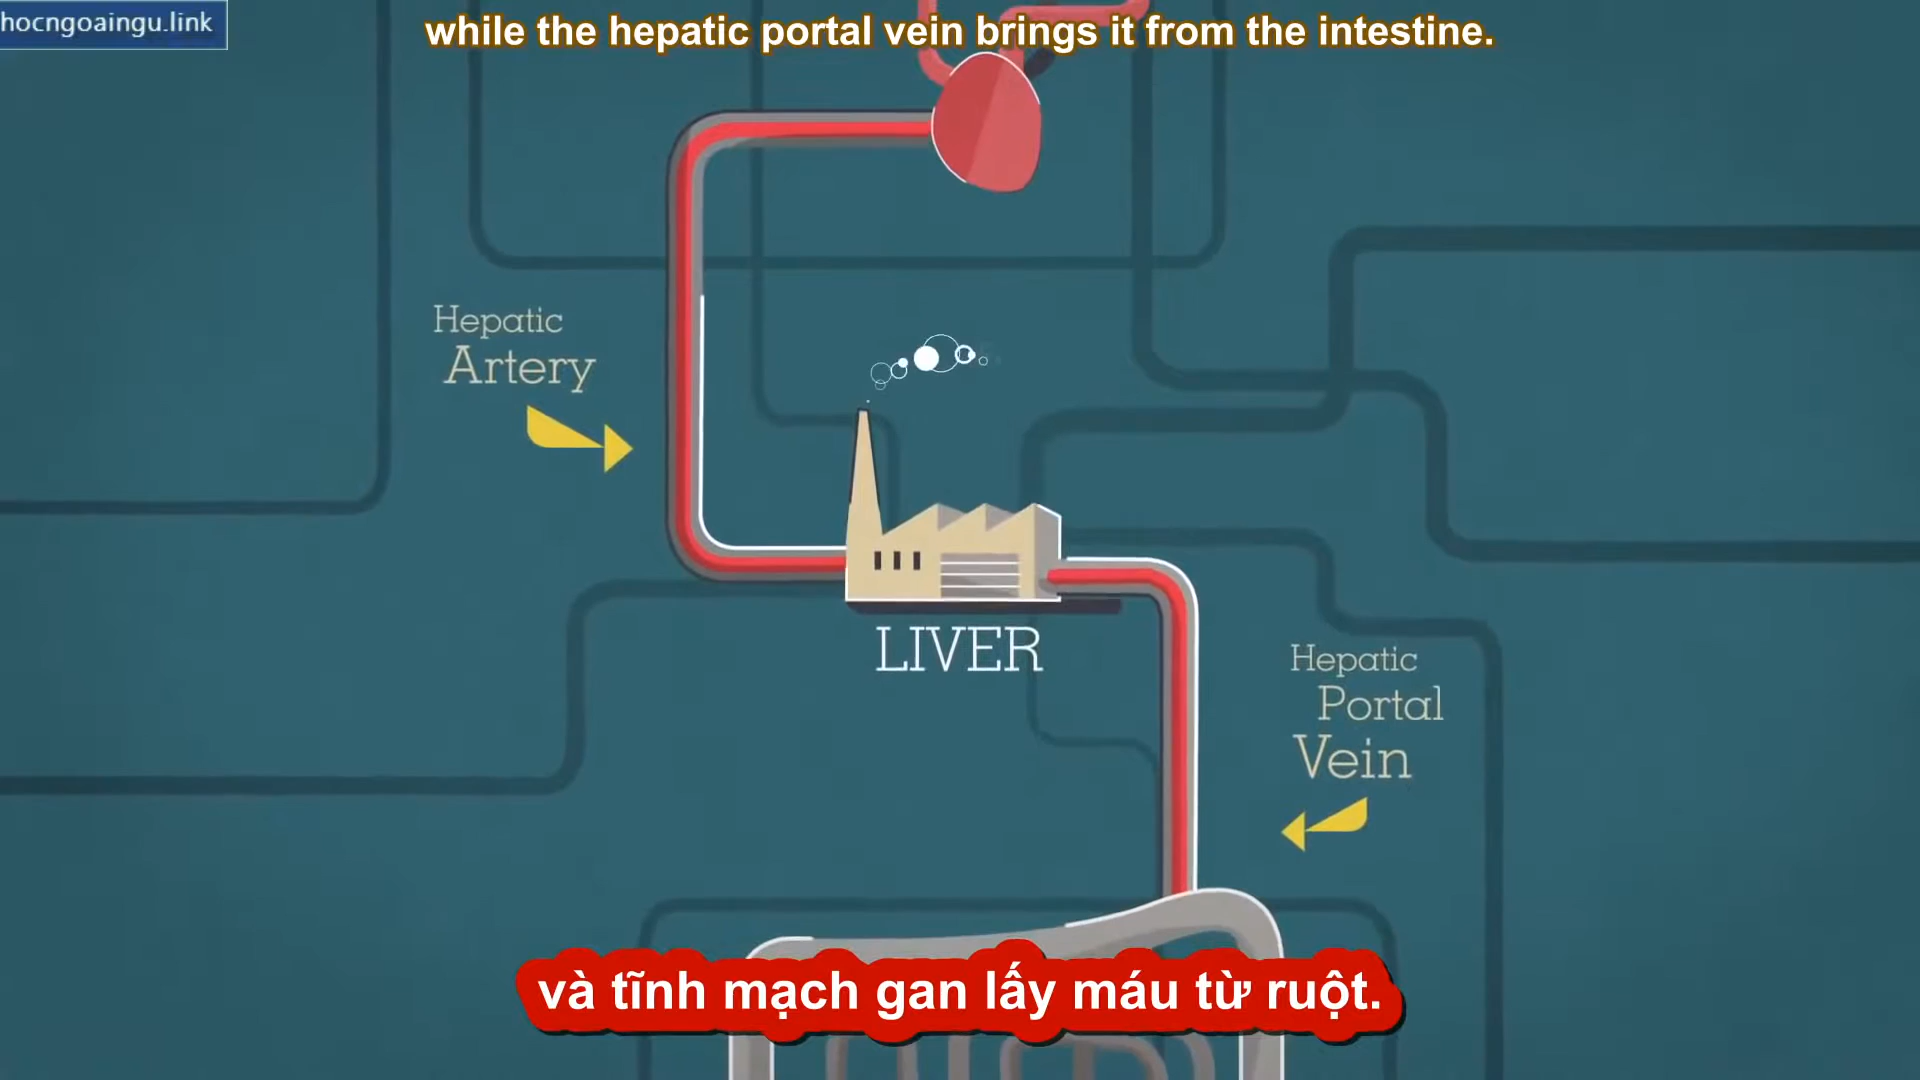 hocngoaingu.link
while the hepatic portal vein brings it from the intestine.
Hepatic
Artery
LIVER
Hepatic
Portal
Vein
và tĩnh mạch gan lấy máu từ ruột.